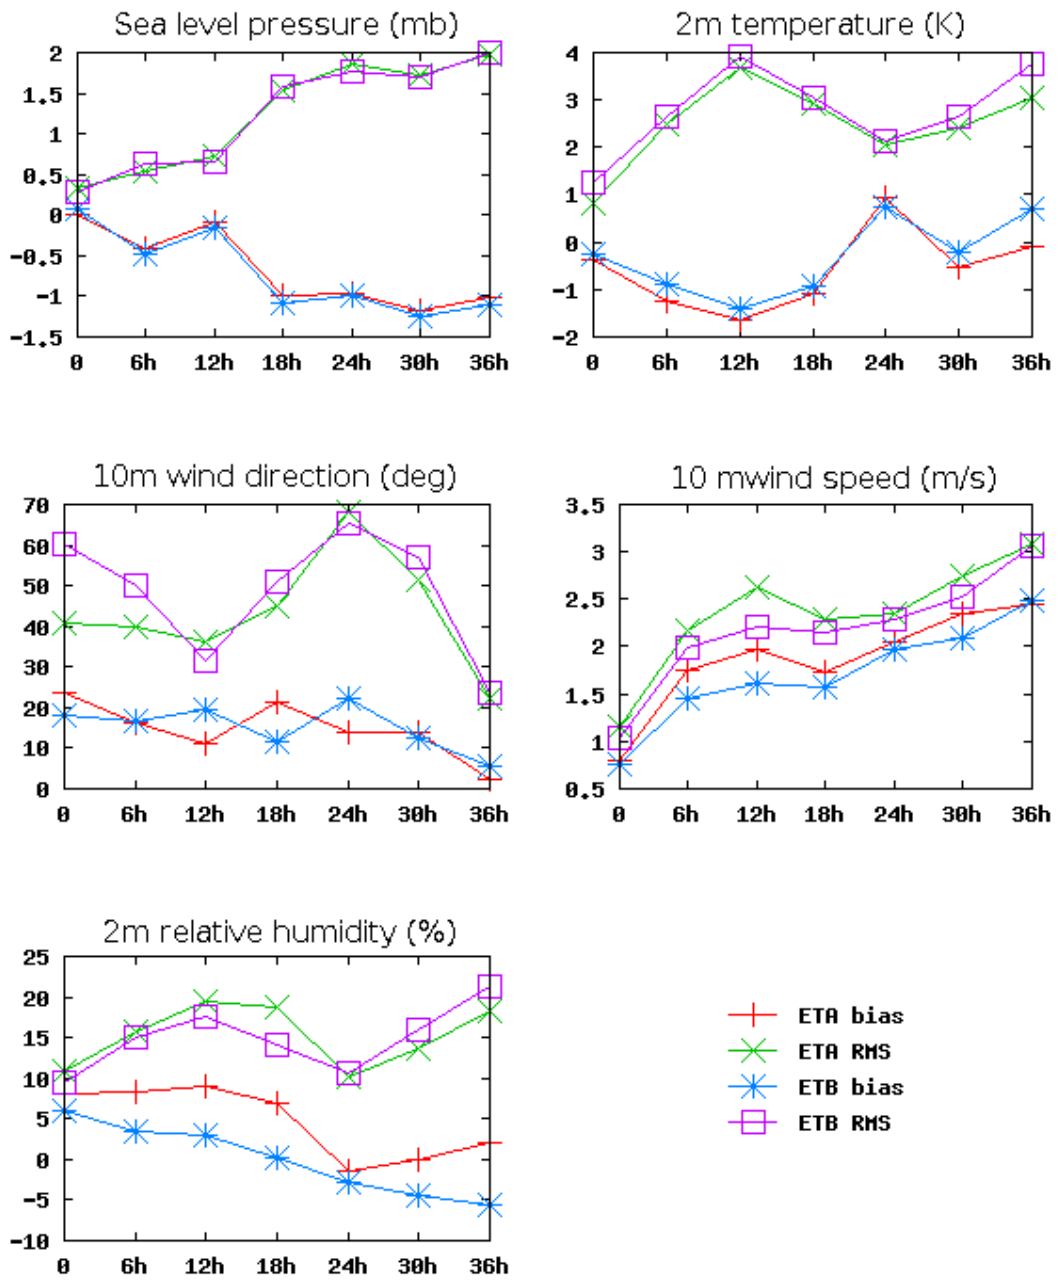 Sea level pressure (mb)
2
1.5
1
0.5
0
-0.5
-1
-1.5
0 6h 12h 18h 24h 30h 36h
2m temperature (K)
4
3
2
1
0
-1
-2
0 6h 12h 18h 24h 30h 36h
10m wind direction (deg)
70
60
50
40
30
20
10
0
0 6h 12h 18h 24h 30h 36h
10 mwind speed (m/s)
3.5
3
2.5
2
1.5
1
0.5
0 6h 12h 18h 24h 30h 36h
2m relative humidity (%)
25
20
15
10
5
0
-5
-10
0 6h 12h 18h 24h 30h 36h
ETA bias
ETA RMS
ETB bias
ETB RMS